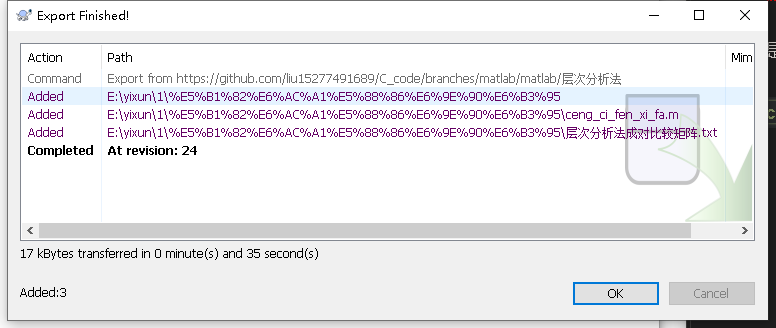 Export Finished!
Action Path Mim
Command Export from https://github.com/liu15277491689/C_code/branches/matlab/matlab/层次分析法
Added E:\yixun\1\%E5%B1%82%E6%AC%A1%E5%88%86%E6%9E%90%E6%B3%95
Added E:\yixun\1\%E5%B1%82%E6%AC%A1%E5%88%86%E6%9E%90%E6%B3%95\ceng_ci_fen_xi_fa.m
Added E:\yixun\1\%E5%B1%82%E6%AC%A1%E5%88%86%E6%9E%90%E6%B3%95\层次分析法成对比较矩阵.txt
Completed At revision: 24
17 kBytes transferred in 0 minute(s) and 35 second(s)
Added:3
OK Cancel